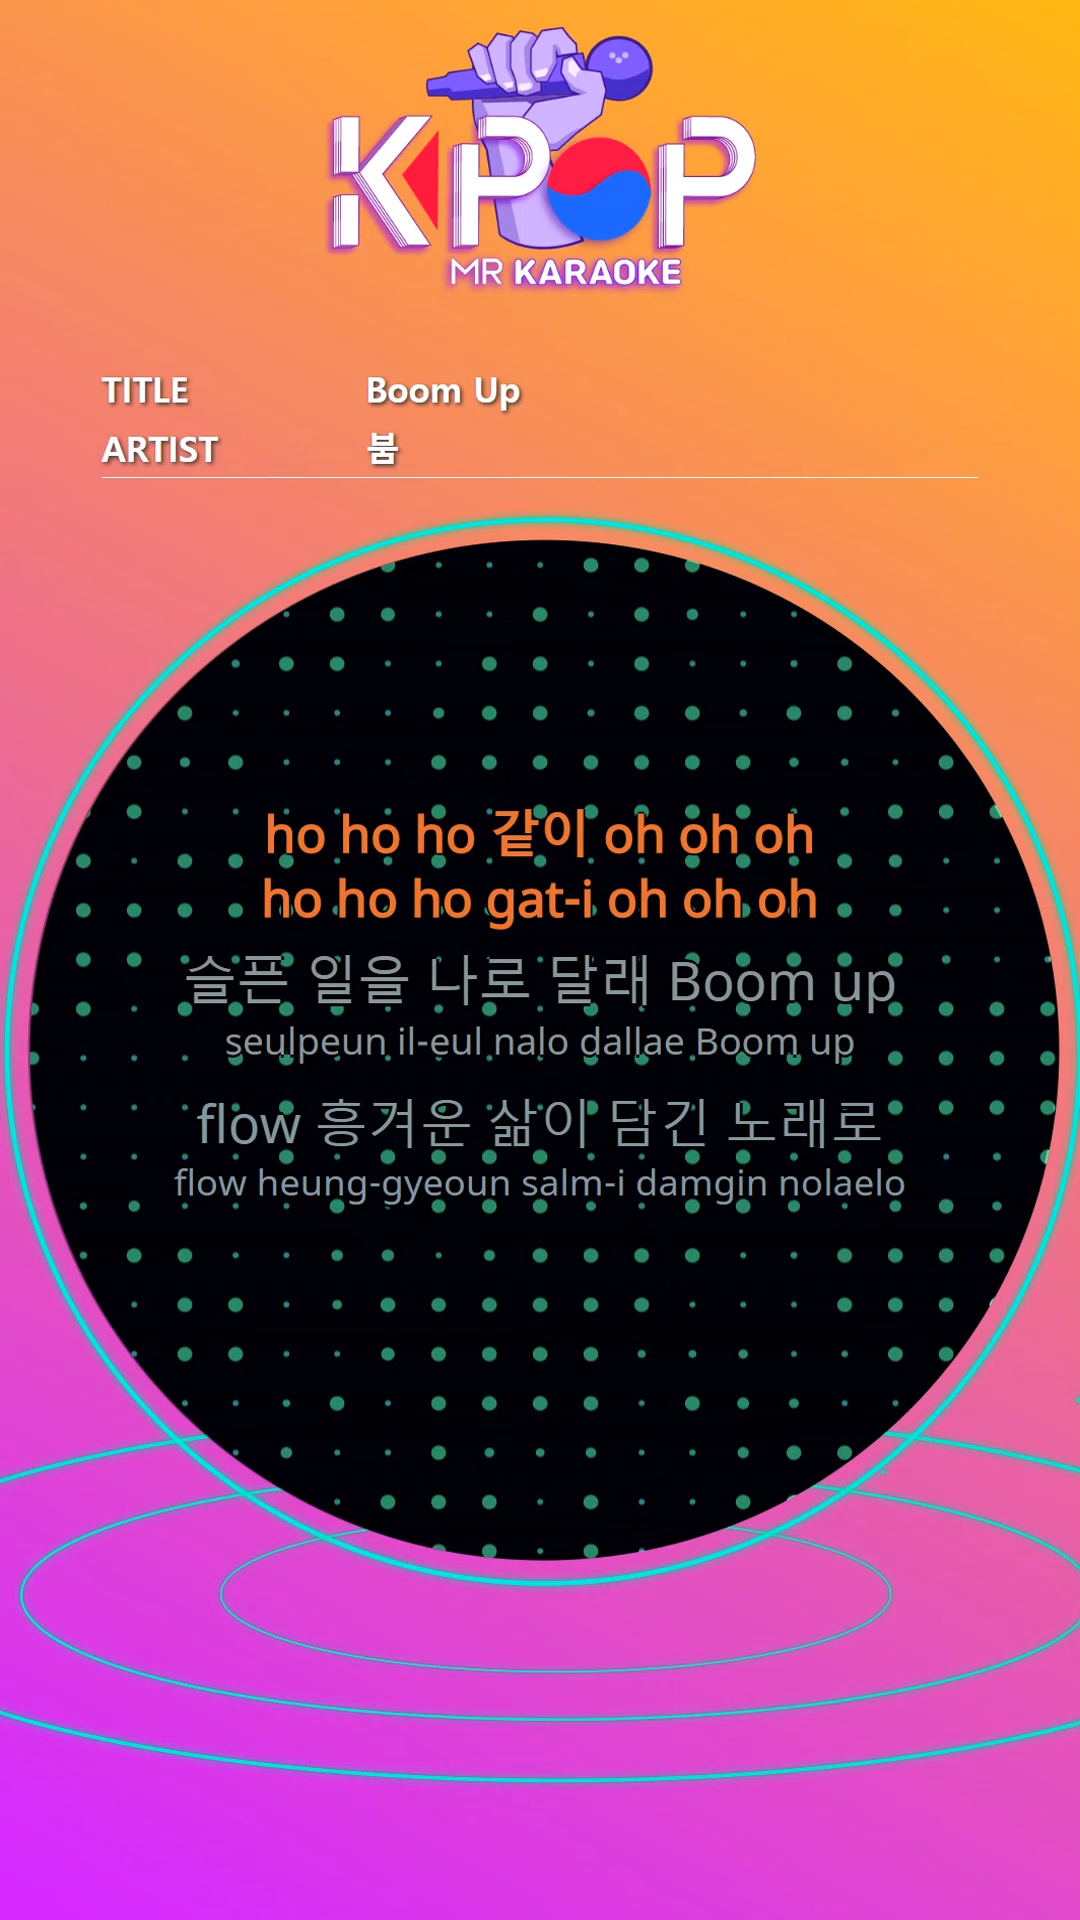 KPOP
MR KARAOKE
TITLE Boom Up
ARTIST 붐
ho ho ho 같이 oh oh oh
ho ho ho gat-i oh oh oh
슬픈 일을 나로 달래 Boom up
seulpeun il-eul nalo dallae Boom up
flow 흥겨운 삶이 담긴 노래로
flow heung-gyeoun salm-i damgin nolaelo